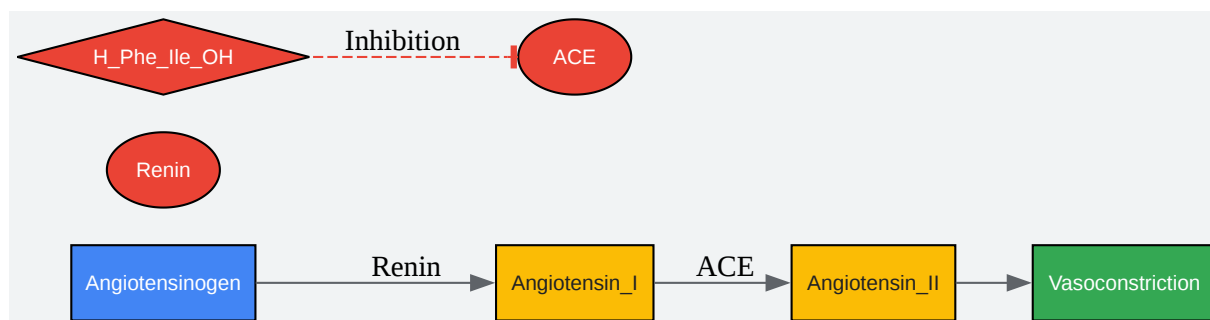 H_Phe_Ile_OH
Inhibition
ACE
Renin
Angiotensinogen
Renin
Angiotensin_I
ACE
Angiotensin_II
Vasoconstriction